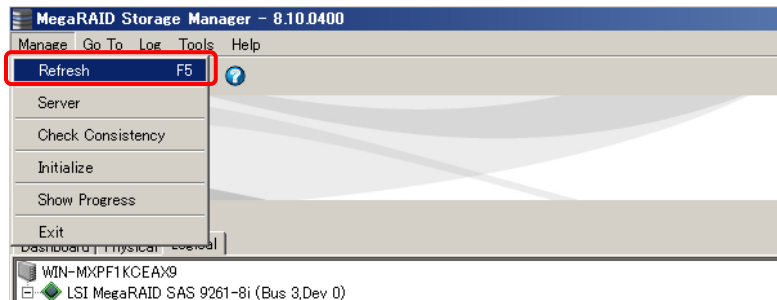 MegaRAID Storage Manager - 8.10.0400
Manage Go To Log Tools Help
Refresh F5
Server
Check Consistency
Initialize
Show Progress
Exit
Dashboard Physical Logical
WIN-MXPF1KCEAX9
LSI MegaRAID SAS 9261-8i (Bus 3,Dev 0)